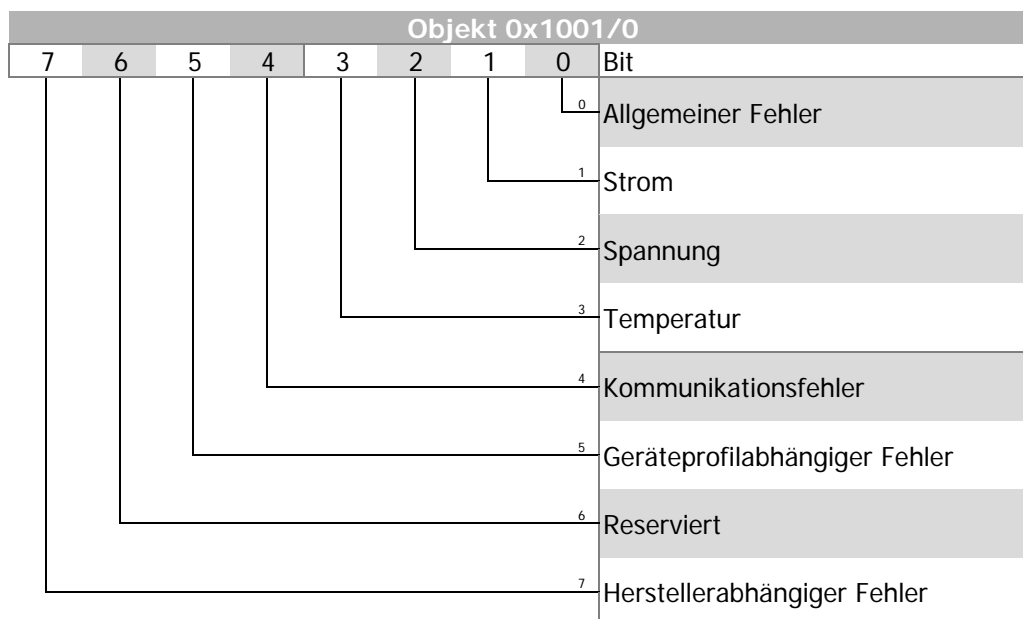 Objekt 0x1001/0
7 6 5 4 3 2 1 0 Bit
0 Allgemeiner Fehler
1 Strom
2 Spannung
3 Temperatur
4 Kommunikationsfehler
5 Geräteprofilabhängiger Fehler
6 Reserviert
7 Herstellerabhängiger Fehler